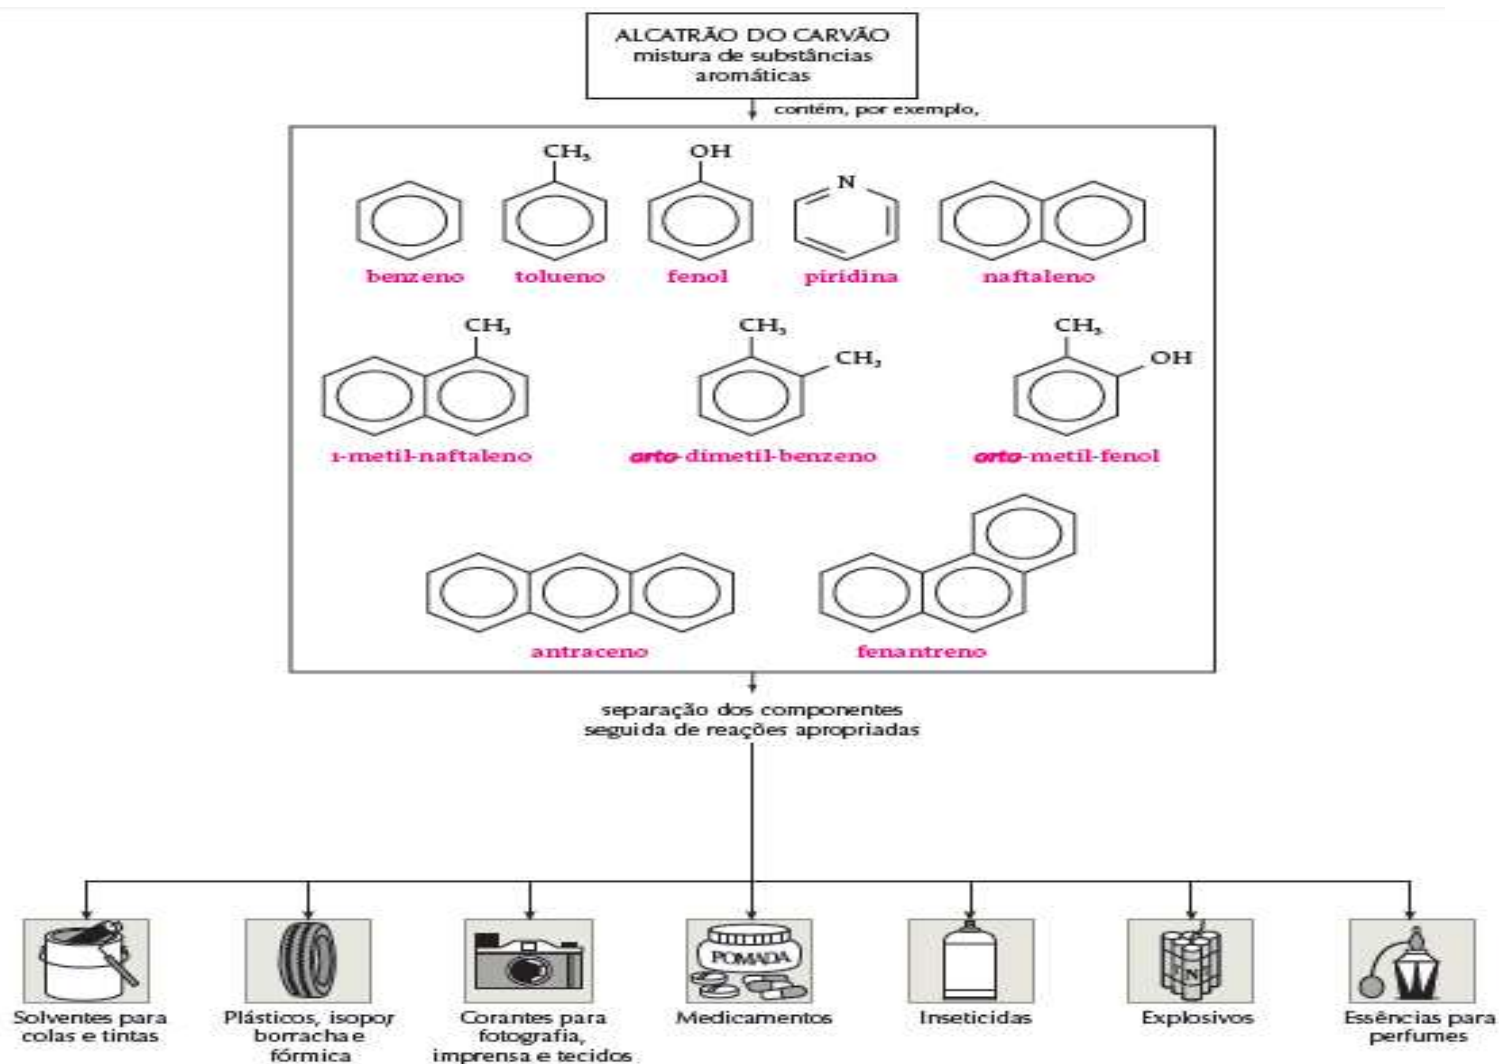 ALCATRÃO DO CARVÃO
mistura de substâncias
aromáticas
contém, por exemplo,
CH₃
OH
N
benzeno
tolueno
fenol
piridina
naftaleno
CH₃
CH₃
CH₃
CH₃
OH
1-metil-naftaleno
orto-dimetil-benzeno
orto-metil-fenol
antraceno
fenantreno
separação dos componentes
seguida de reações apropriadas
POMADA
TNT
Solventes para
colas e tintas
Plásticos, isopor,
borracha e
fórmica
Corantes para
fotografia,
imprensa e tecidos
Medicamentos
Inseticidas
Explosivos
Essências para
perfumes